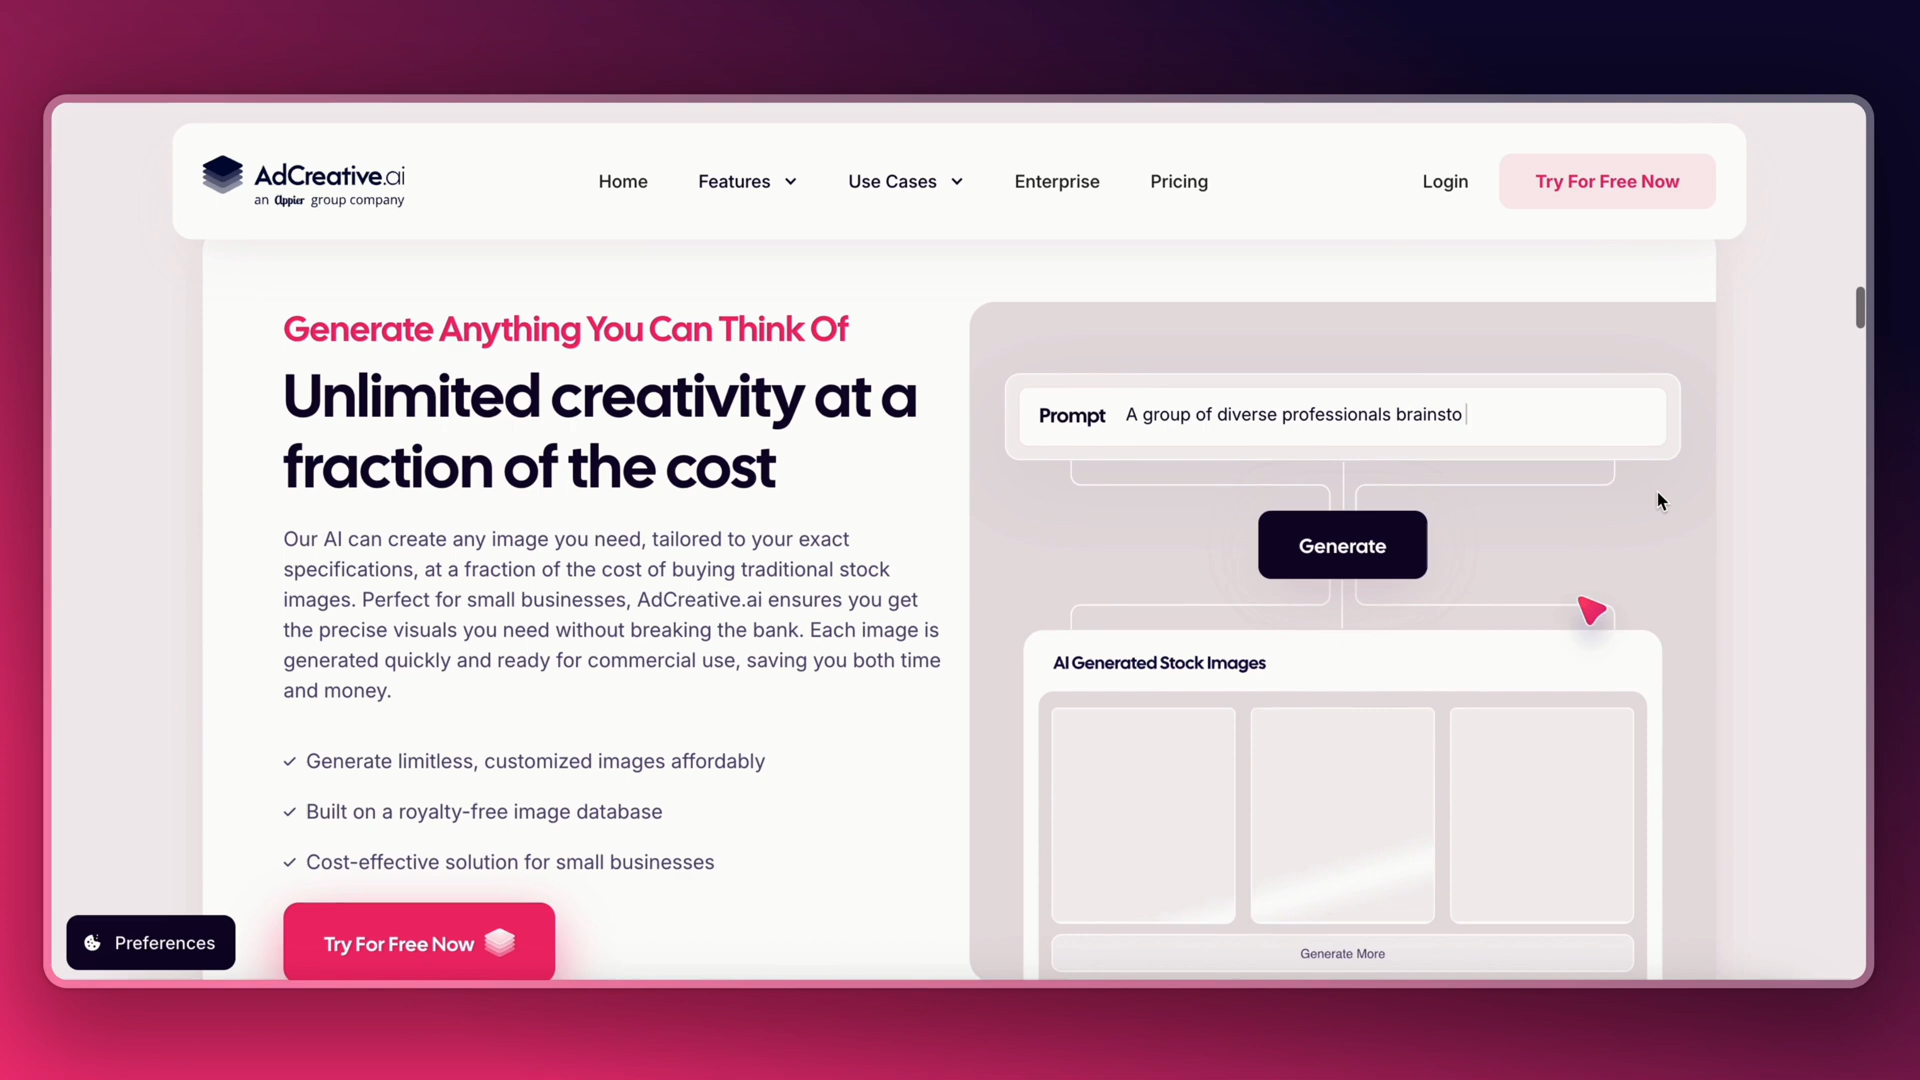 AdCreative.ai
an Appier group company
Home
Features
Use Cases
Enterprise
Pricing
Login
Try For Free Now
Generate Anything You Can Think Of
Unlimited creativity at a
fraction of the cost
Our AI can create any image you need, tailored to your exact
specifications, at a fraction of the cost of buying traditional stock
images. Perfect for small businesses, AdCreative.ai ensures you get
the precise visuals you need without breaking the bank. Each image is
generated quickly and ready for commercial use, saving you both time
and money.
Generate limitless, customized images affordably
Built on a royalty-free image database
Cost-effective solution for small businesses
Try For Free Now
Preferences
Prompt A group of diverse professionals brainsto
Generate
AI Generated Stock Images
Generate More